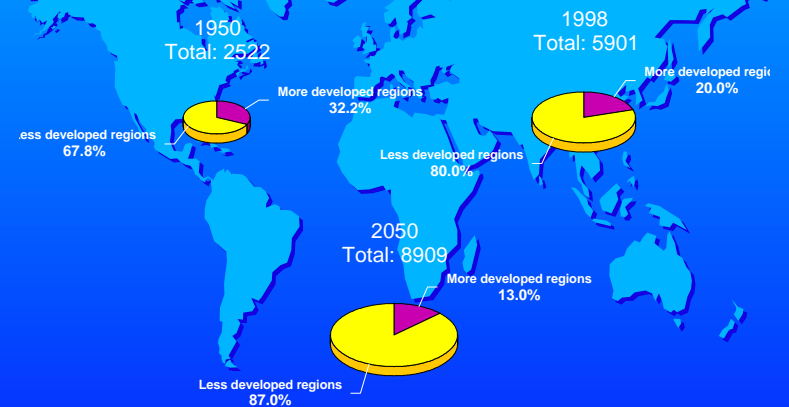 1950
Total: 2522
More developed regions
32.2%
ess developed regions
67.8%
1998
Total: 5901
More developed regi
20.0%
Less developed regions
80.0%
2050
Total: 8909
More developed regions
13.0%
Less developed regions
87.0%